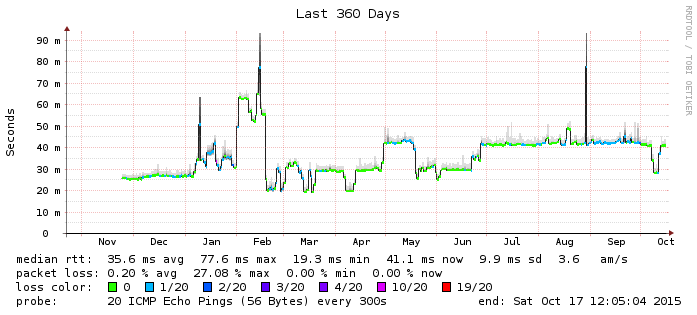 Last 360 Days
RRDTOOL / TOBI OETIKER
Seconds
90 m
80 m
70 m
60 m
50 m
40 m
30 m
20 m
10 m
0
Nov Dec Jan Feb Mar Apr May Jun Jul Aug Sep Oct
median rtt: 35.6 ms avg 77.6 ms max 19.3 ms min 41.1 ms now 9.9 ms sd 3.6 am/s
packet loss: 0.20 % avg 27.08 % max 0.00 % min 0.00 % now
loss color: 0 1/20 2/20 3/20 4/20 10/20 19/20
probe: 20 ICMP Echo Pings (56 Bytes) every 300s end: Sat Oct 17 12:05:04 2015